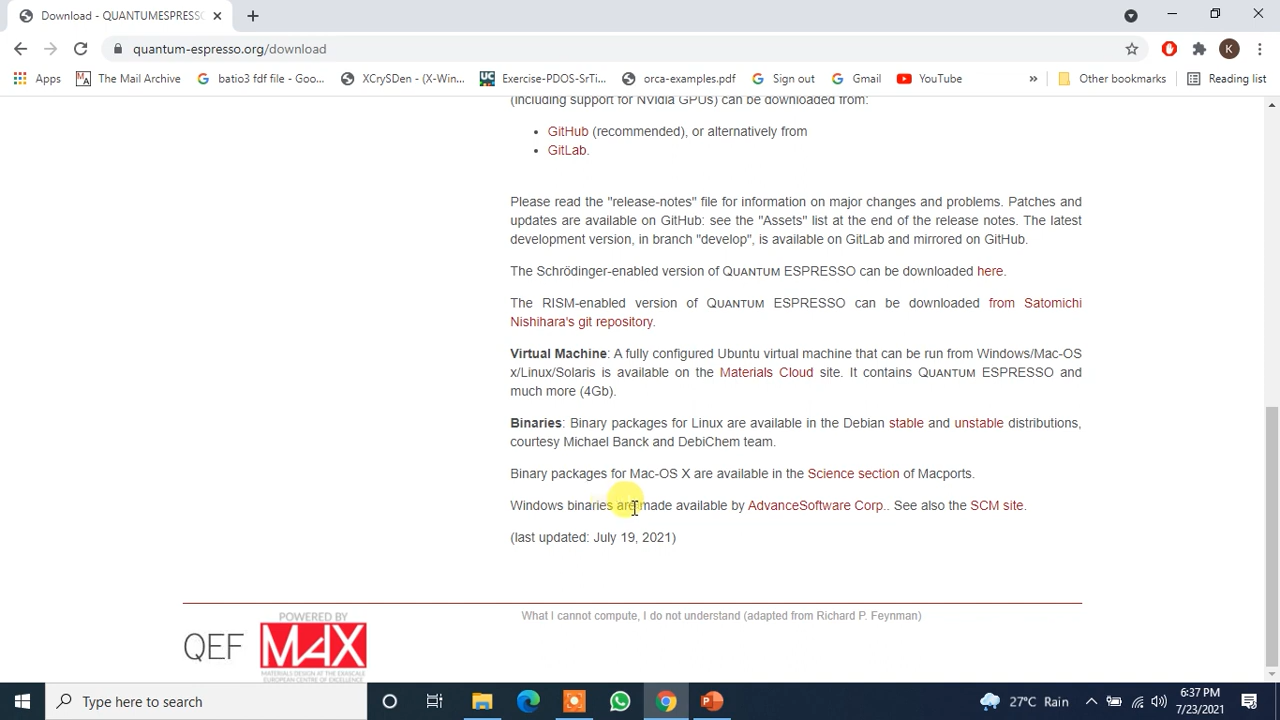 Download - QUANTUMESPRESSO
quantum-espresso.org/download
K
Apps
The Mail Archive
batio3 fdf file - Goo...
XCrySDen - (X-Win...
Exercise-PDOS-SrTi...
orca-examples.pdf
Sign out
Gmail
YouTube
»
Other bookmarks
Reading list
(including support for NVidia GPUs) can be downloaded from:
• GitHub (recommended), or alternatively from
• GitLab.
Please read the "release-notes" file for information on major changes and problems. Patches and
updates are available on GitHub: see the "Assets" list at the end of the release notes. The latest
development version, in branch "develop", is available on GitLab and mirrored on GitHub.
The Schrödinger-enabled version of QUANTUM ESPRESSO can be downloaded here.
The RISM-enabled version of QUANTUM ESPRESSO can be downloaded from Satomichi
Nishihara's git repository.
Virtual Machine: A fully configured Ubuntu virtual machine that can be run from Windows/Mac-OS
x/Linux/Solaris is available on the Materials Cloud site. It contains QUANTUM ESPRESSO and
much more (4Gb).
Binaries: Binary packages for Linux are available in the Debian stable and unstable distributions,
courtesy Michael Banck and DebiChem team.
Binary packages for Mac-OS X are available in the Science section of Macports.
Windows binaries are made available by AdvanceSoftware Corp.. See also the SCM site.
(last updated: July 19, 2021)
What I cannot compute, I do not understand (adapted from Richard P. Feynman)
POWERED BY
QEF
MAX
MATERIALS DESIGN AT THE EXASCALE
EUROPEAN CENTRE OF EXCELLENCE
Type here to search
27°C Rain
6:37 PM
7/23/2021